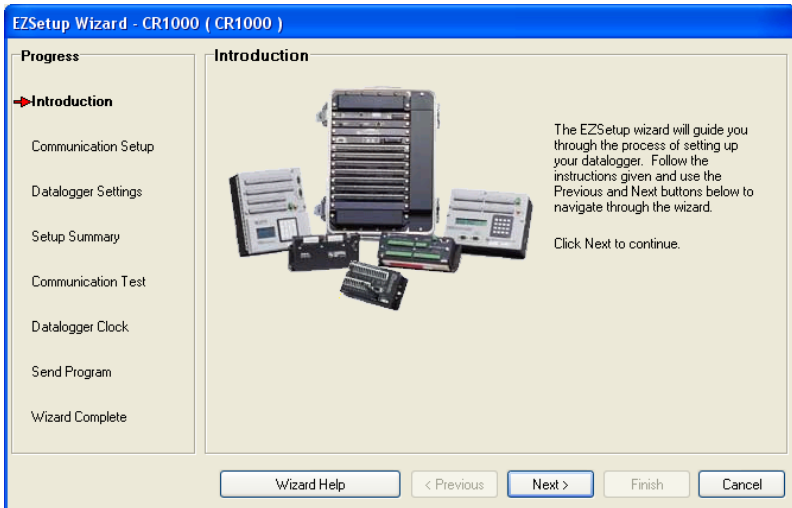 EZSetup Wizard - CR1000 ( CR1000 )
Progress
Introduction
Communication Setup
Datalogger Settings
Setup Summary
Communication Test
Datalogger Clock
Send Program
Wizard Complete
Introduction
The EZSetup wizard will guide you
through the process of setting up
your datalogger. Follow the
instructions given and use the
Previous and Next buttons below to
navigate through the wizard.
Click Next to continue.
Wizard Help
< Previous
Next >
Finish
Cancel